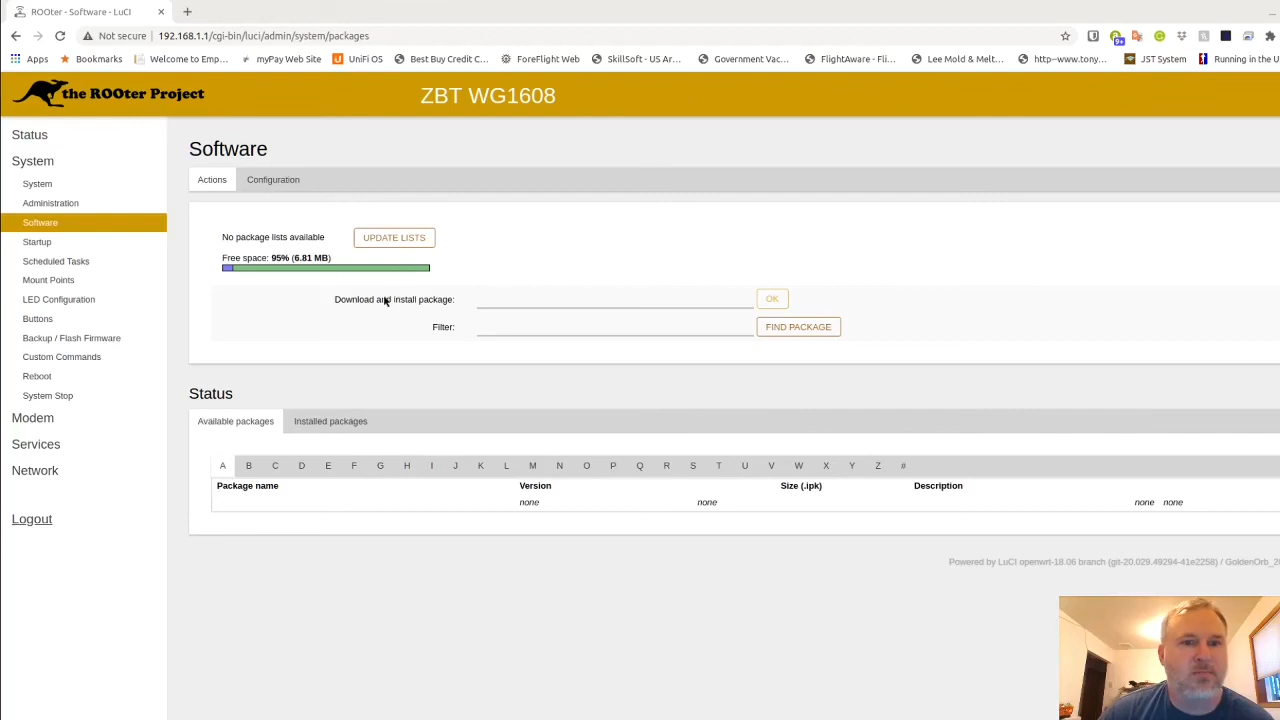 ROOter - Software - LuCI
Not secure 192.168.1.1/cgi-bin/luci/admin/system/packages
9+
Apps Bookmarks Welcome to Emp... myPay Web Site UniFi OS Best Buy Credit C... ForeFlight Web SkillSoft - US Ar... Government Vac... FlightAware - Fli... Lee Mold & Melt... http--www.tony... JST System Running in the U
the ROOter Project
ZBT WG1608
Status
System
System
Administration
Software
Startup
Scheduled Tasks
Mount Points
LED Configuration
Buttons
Backup / Flash Firmware
Custom Commands
Reboot
System Stop
Modem
Services
Network
Logout
Software
Actions Configuration
No package lists available UPDATE LISTS
Free space: 95% (6.81 MB)
Download and install package: OK
Filter: FIND PACKAGE
Status
Available packages Installed packages
A B C D E F G H I J K L M N O P Q R S T U V W X Y Z #
Package name Version Size (.ipk) Description
none none none none
Powered by LuCI openwrt-18.06 branch (git-20.029.49294-41e2258) / GoldenOrb_20